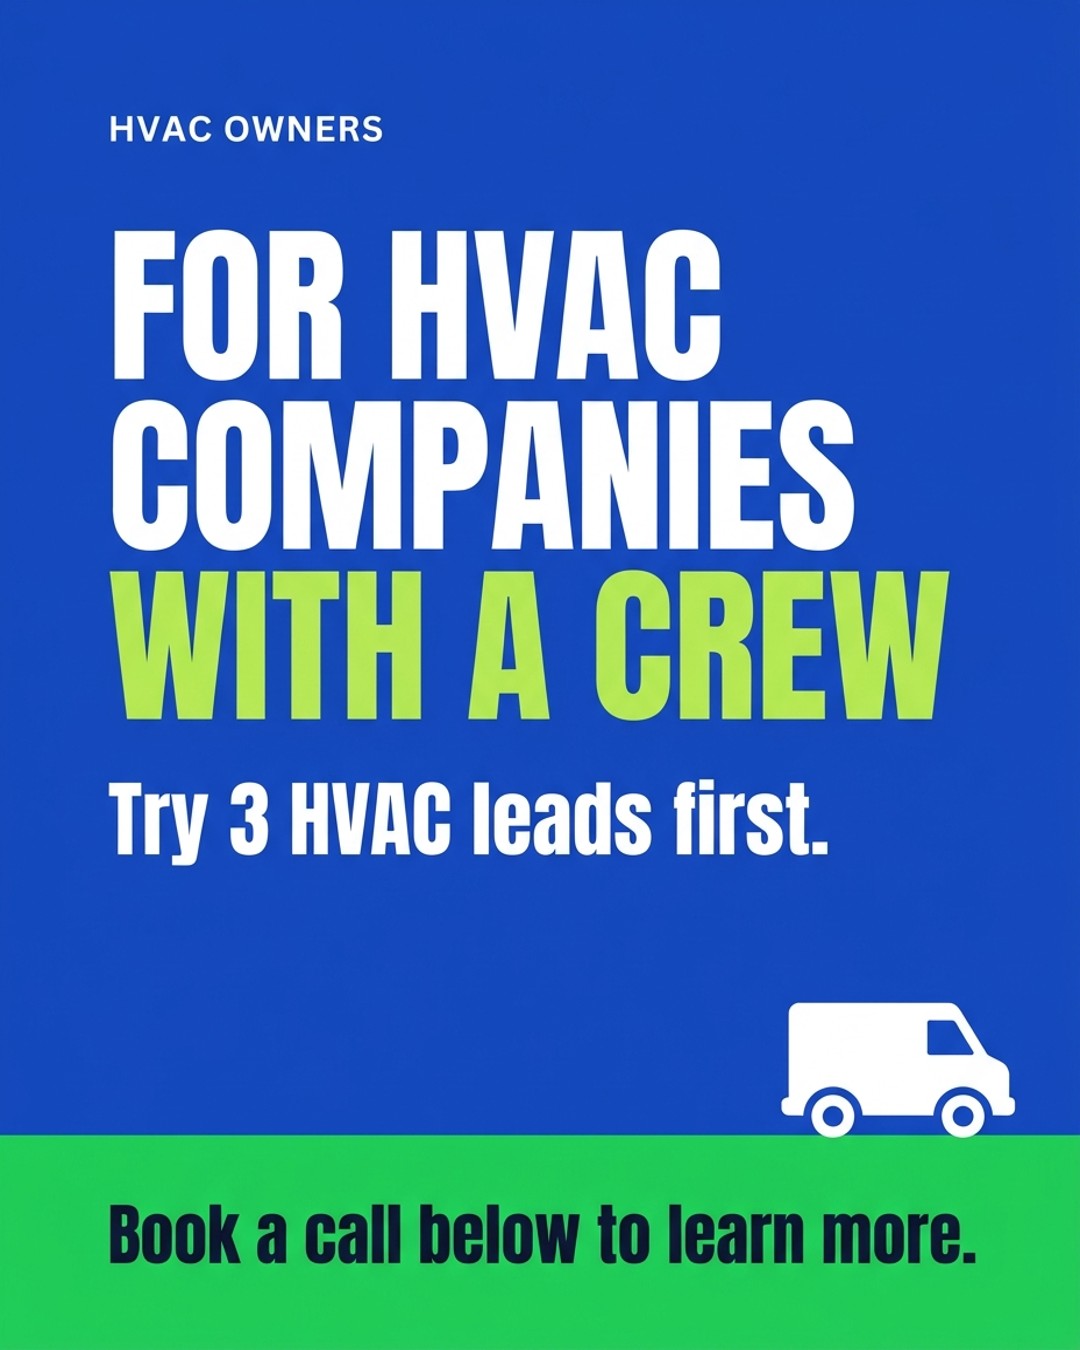 HVAC OWNERS
FOR HVAC
COMPANIES
WITH A CREW
Try 3 HVAC leads first.
Book a call below to learn more.